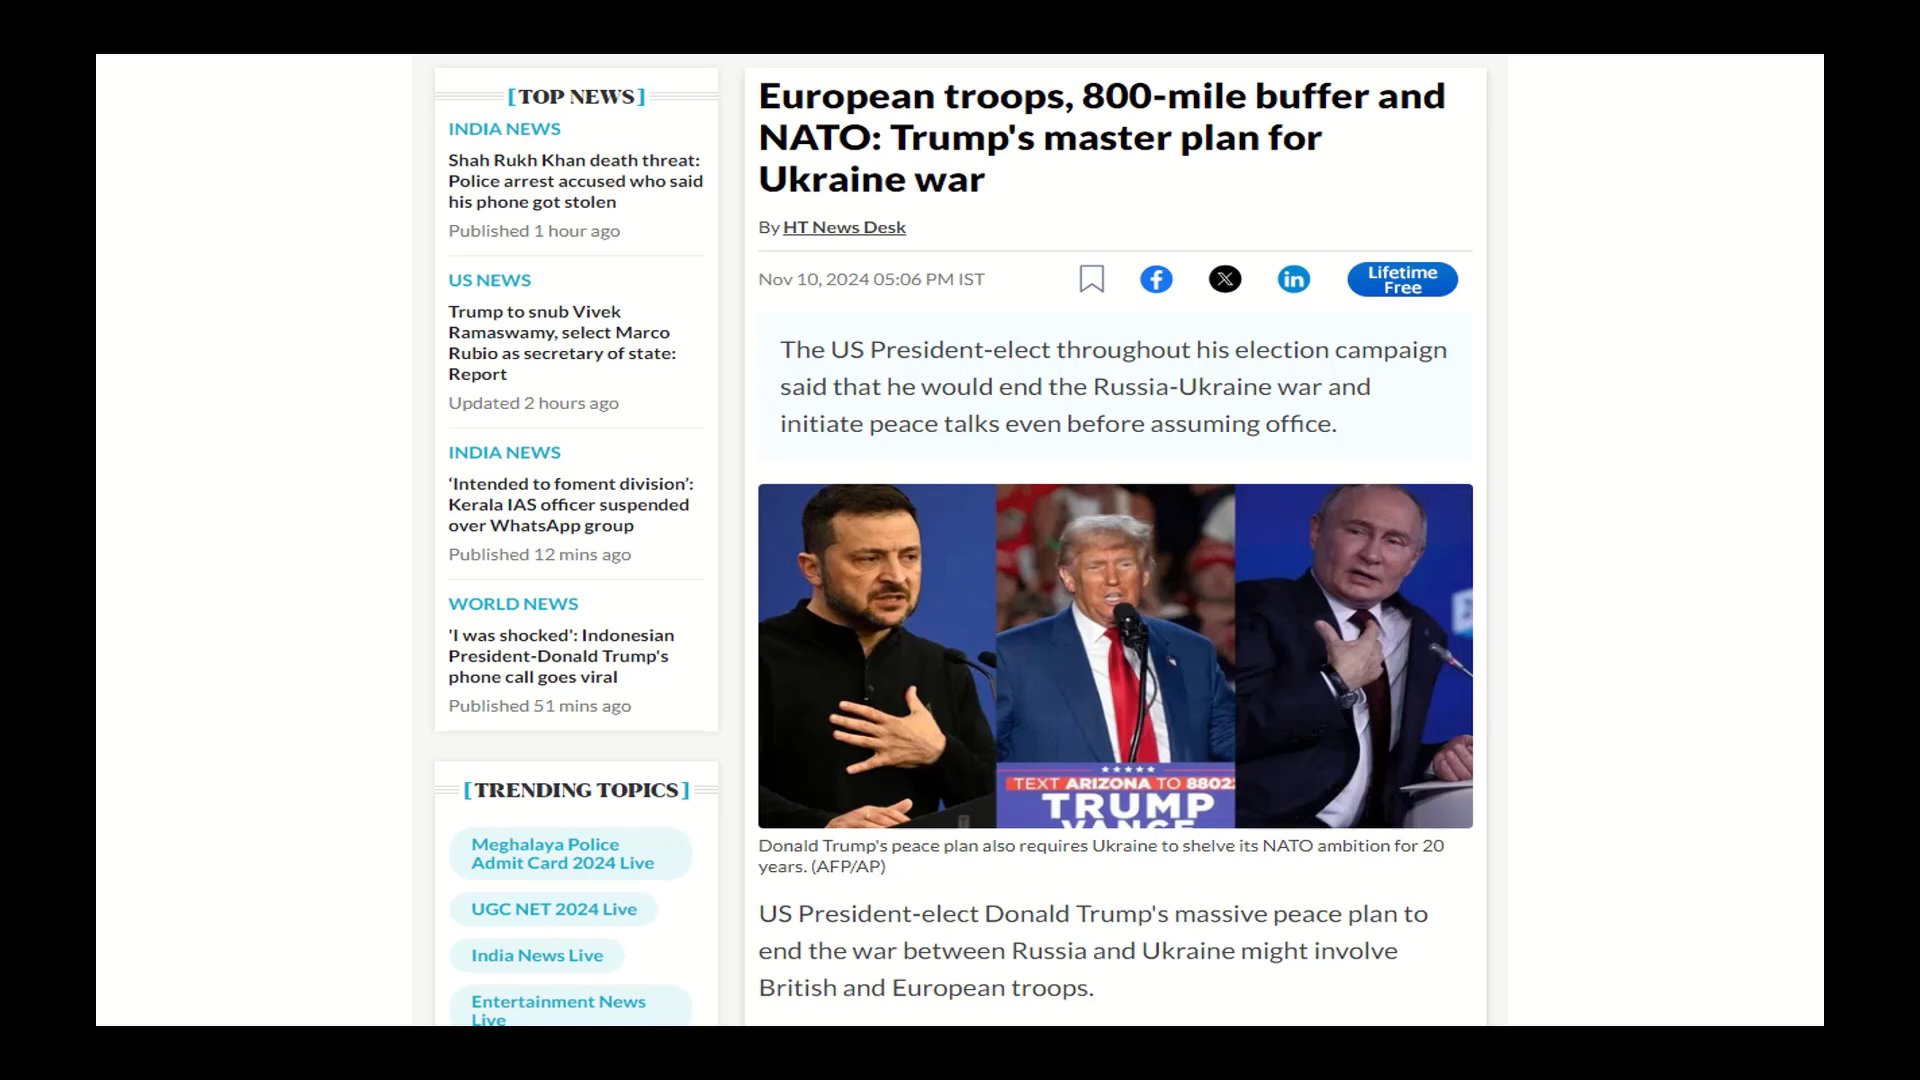 [TOP NEWS]
INDIA NEWS
Shah Rukh Khan death threat:
Police arrest accused who said
his phone got stolen
Published 1 hour ago
US NEWS
Trump to snub Vivek
Ramaswamy, select Marco
Rubio as secretary of state:
Report
Updated 2 hours ago
INDIA NEWS
‘Intended to foment division’:
Kerala IAS officer suspended
over WhatsApp group
Published 12 mins ago
WORLD NEWS
'I was shocked': Indonesian
President-Donald Trump's
phone call goes viral
Published 51 mins ago
[TRENDING TOPICS]
Meghalaya Police
Admit Card 2024 Live
UGC NET 2024 Live
India News Live
Entertainment News
Live
European troops, 800-mile buffer and
NATO: Trump's master plan for
Ukraine war
By HT News Desk
Nov 10, 2024 05:06 PM IST
f
X
in
Lifetime
Free
The US President-elect throughout his election campaign
said that he would end the Russia-Ukraine war and
initiate peace talks even before assuming office.
TEXT ARIZONA TO 8802
TRUMP
VANCE
Donald Trump's peace plan also requires Ukraine to shelve its NATO ambition for 20
years. (AFP/AP)
US President-elect Donald Trump's massive peace plan to
end the war between Russia and Ukraine might involve
British and European troops.